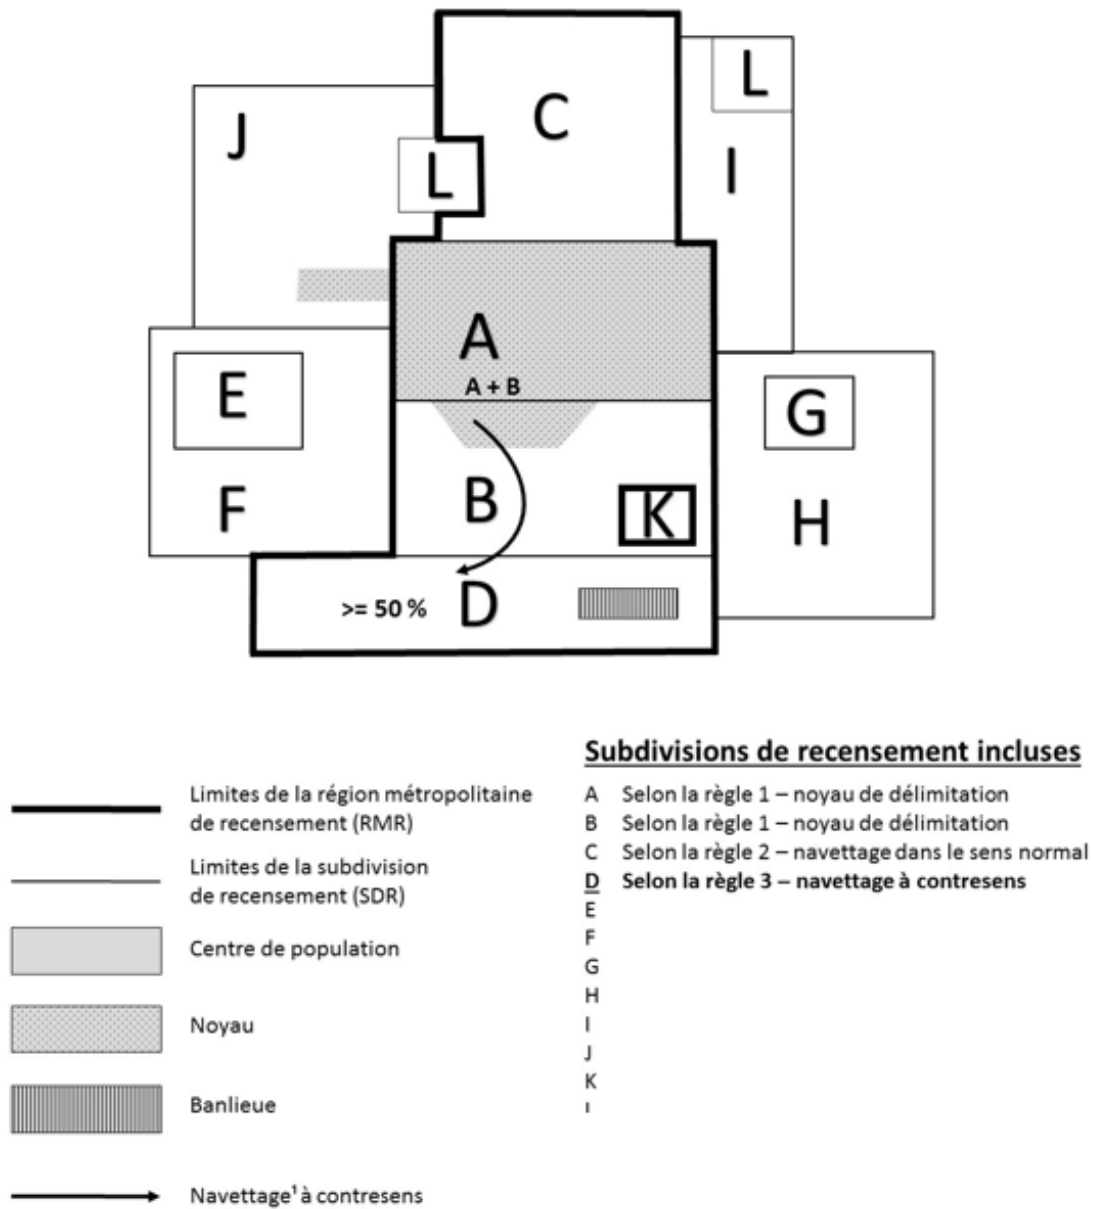 C
L
J
I
L
A
A + B
E
G
B
F
K
H
>= 50 %
D
Limites de la région métropolitaine
de recensement (RMR)
Limites de la subdivision
de recensement (SDR)
Centre de population
Noyau
Banlieue
Navettage¹ à contresens
Subdivisions de recensement incluses
A Selon la règle 1 – noyau de délimitation
B Selon la règle 1 – noyau de délimitation
C Selon la règle 2 – navettage dans le sens normal
D Selon la règle 3 – navettage à contresens
E
F
G
H
I
J
K